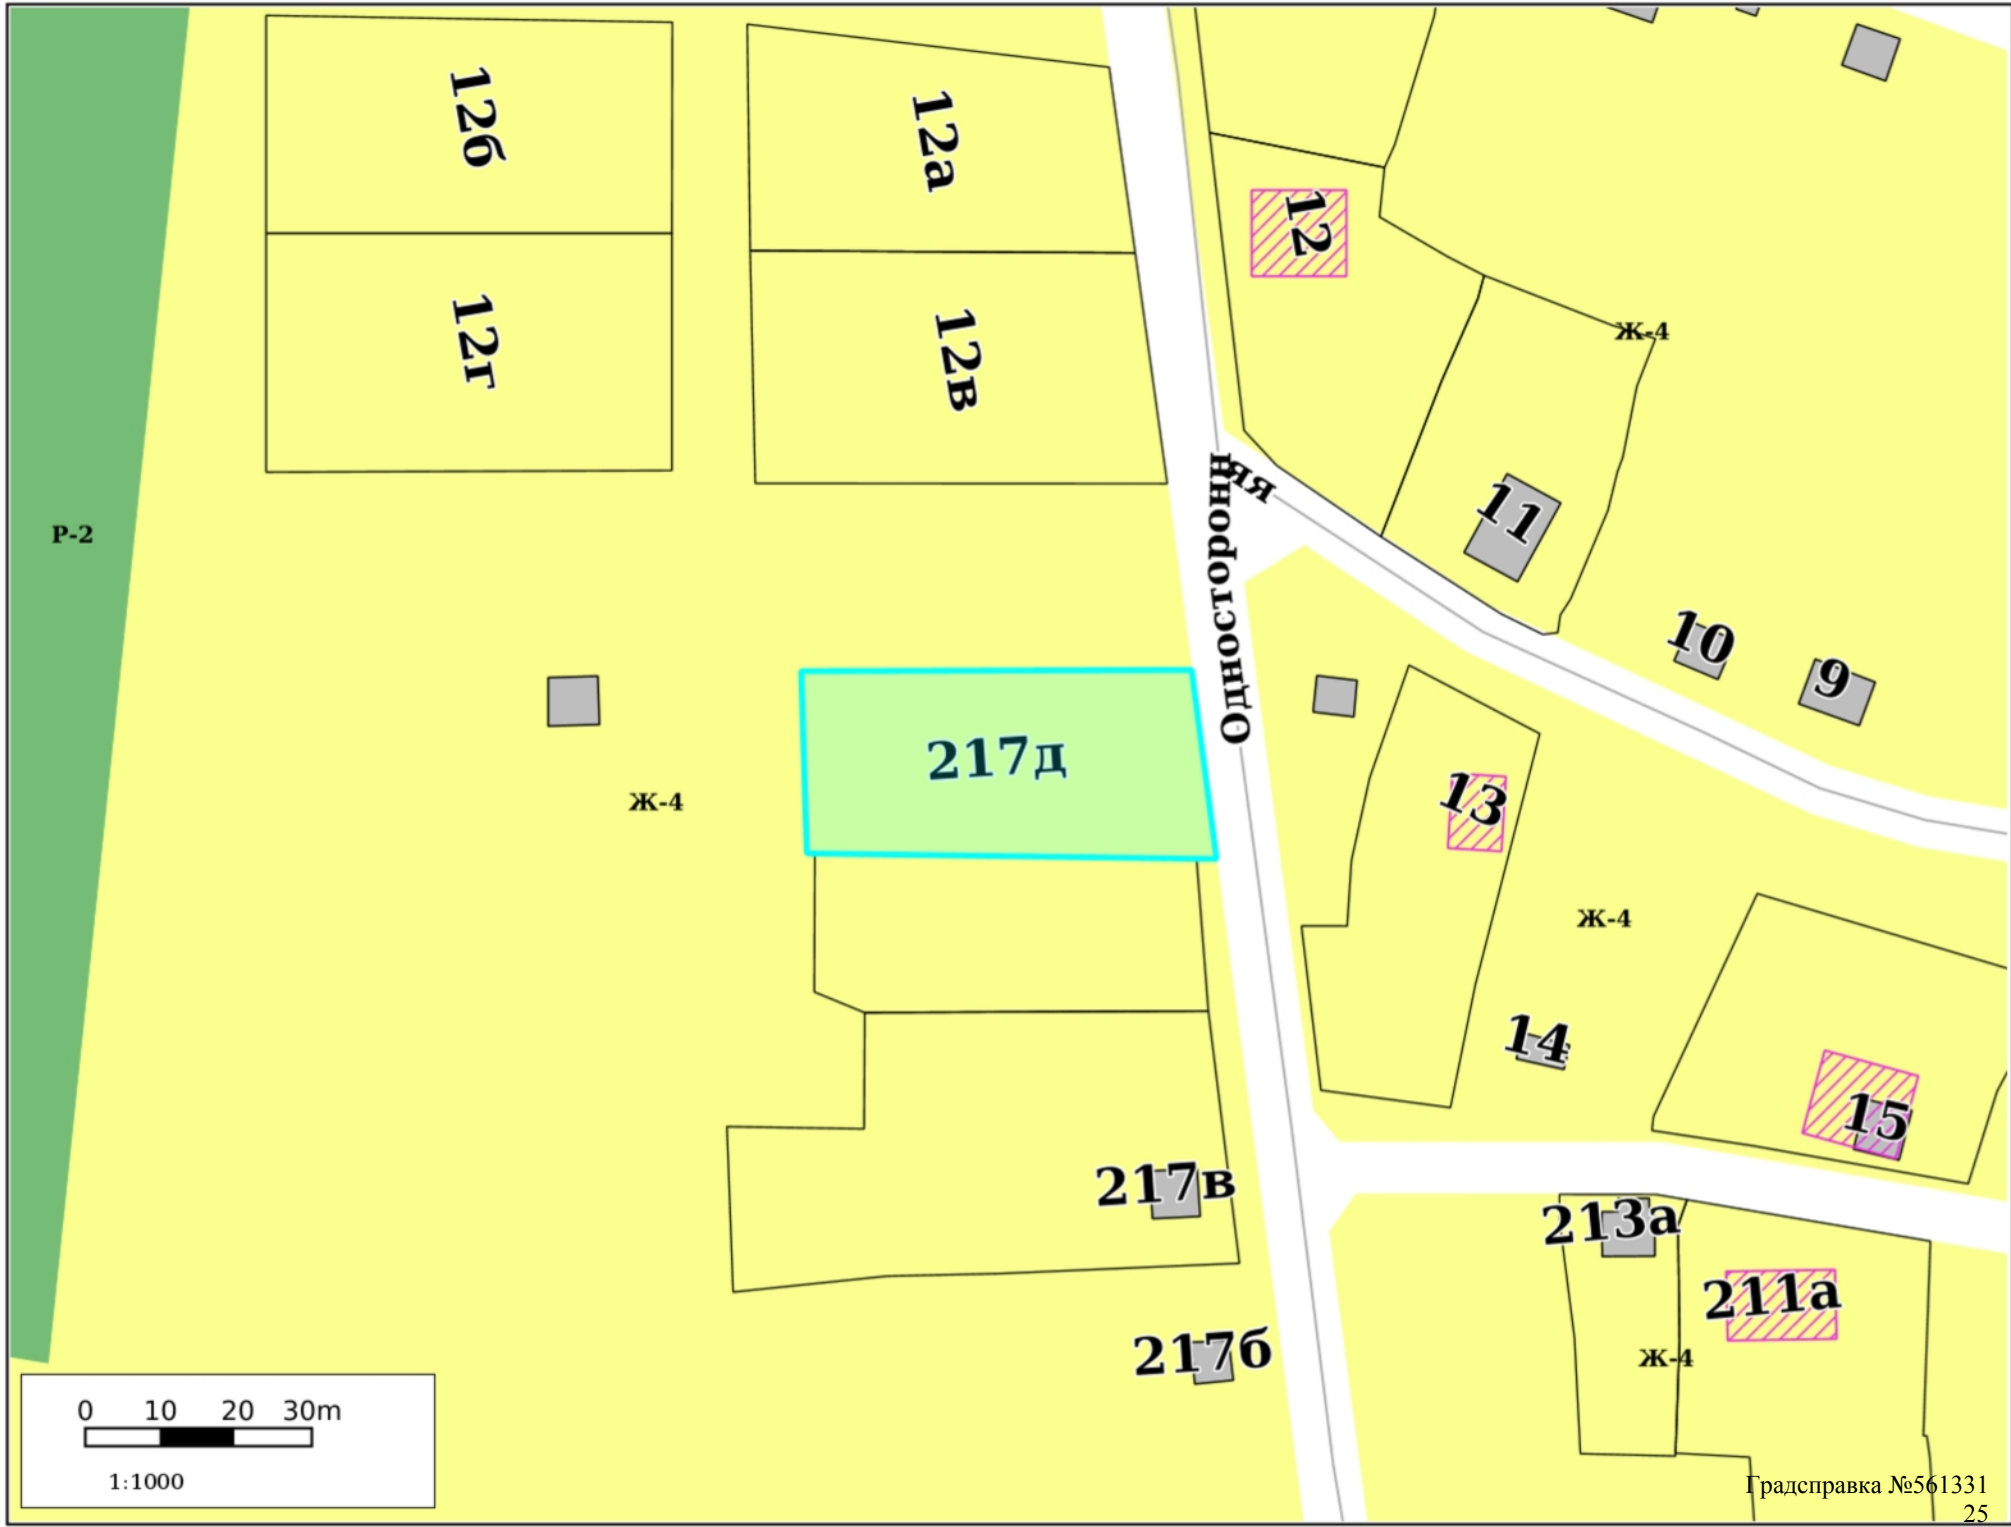 12б
12а
12
12г
12в
Ж-4
Р-2
Односторонняя
11
10
9
217д
Ж-4
13
Ж-4
14
15
217в
213а
211а
217б
Ж-4
0 10 20 30m
1:1000
Градсправка №561331
25